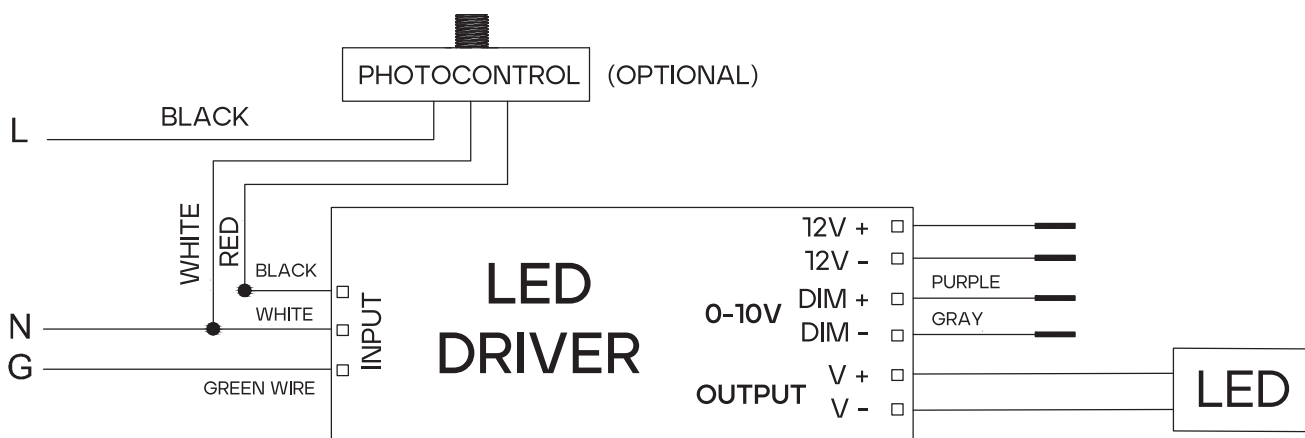 PHOTOCONTROL (OPTIONAL)
L
BLACK
WHITE
RED
BLACK
WHITE
N
G
GREEN WIRE
INPUT
LED
DRIVER
12V +
12V -
0-10V
DIM +
DIM -
PURPLE
GRAY
OUTPUT
V +
V -
LED